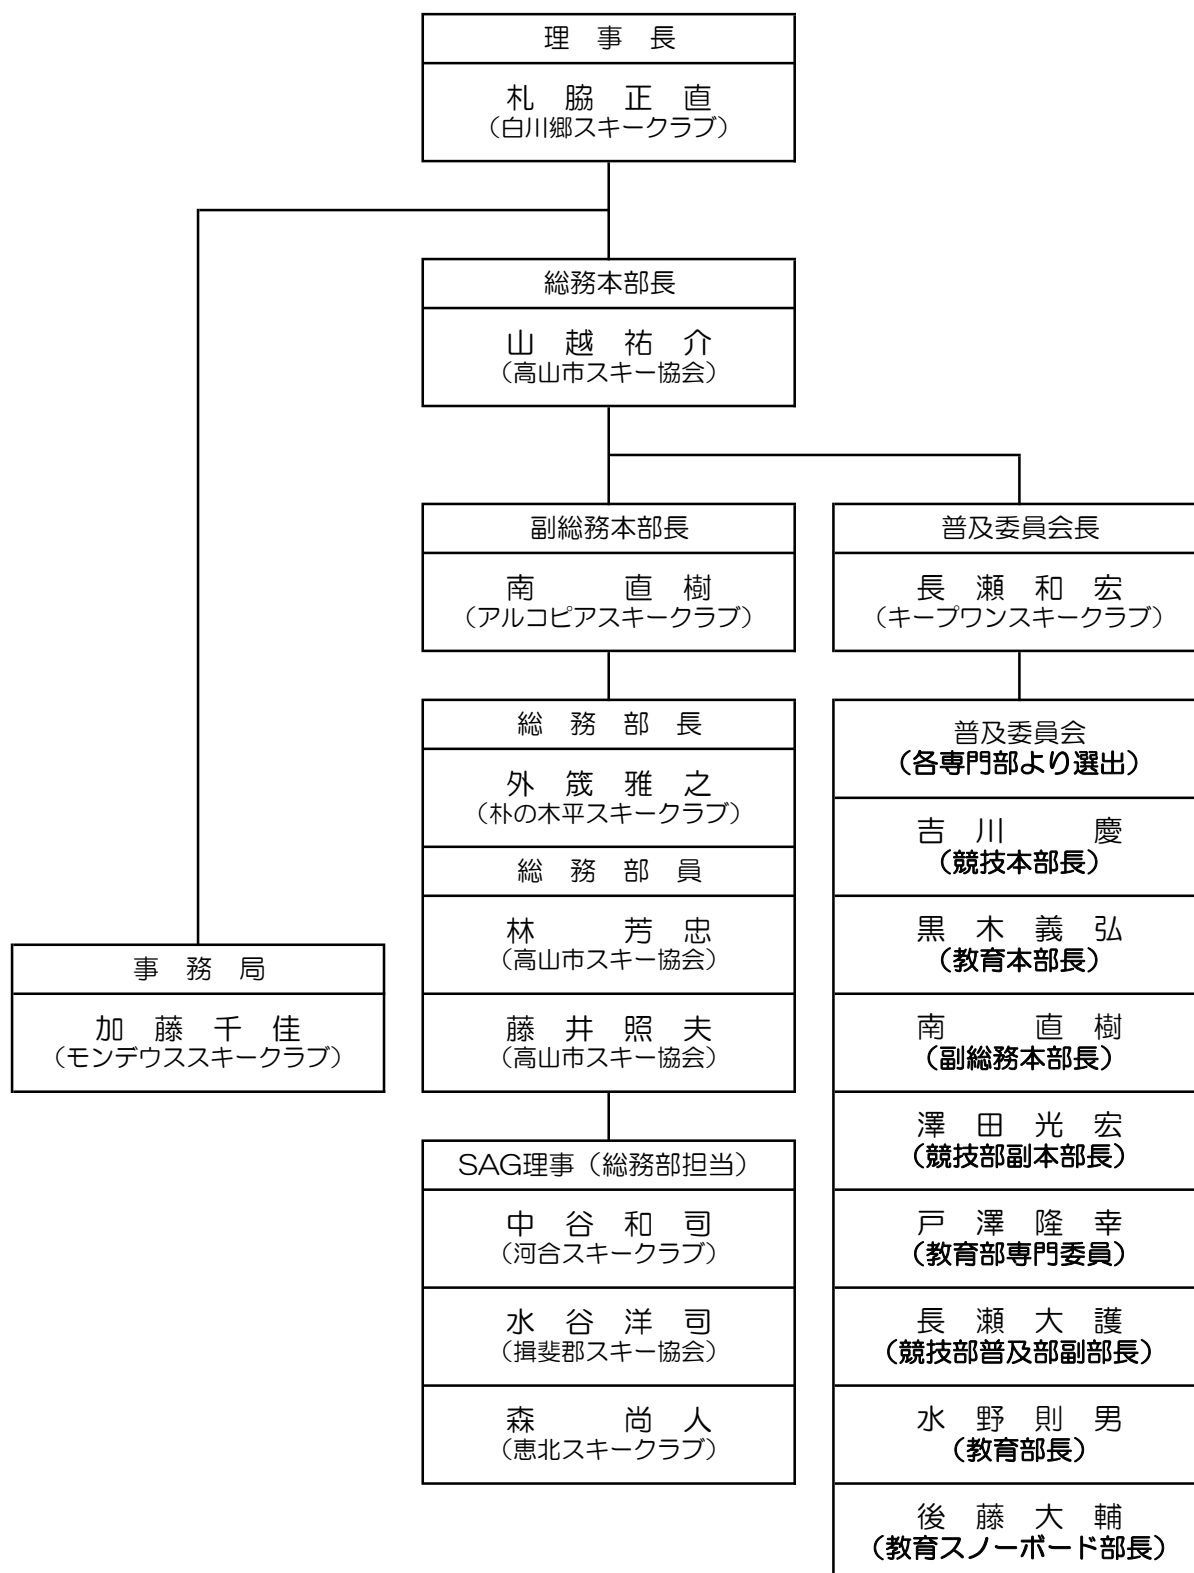 理 事 長
札 脇 正 直
（白川郷スキークラブ）
総務本部長
山 越 祐 介
（高山市スキー協会）
副総務本部長
南 直 樹
（アルコピアスキークラブ）
普及委員会長
長 瀬 和 宏
（キープワンスキークラブ）
総 務 部 長
外 筬 雅 之
（朴の木平スキークラブ）
総 務 部 員
林 芳 忠
（高山市スキー協会）
藤 井 照 夫
（高山市スキー協会）
事 務 局
加 藤 千 佳
（モンデウススキークラブ）
SAG理事（総務部担当）
中 谷 和 司
（河合スキークラブ）
水 谷 洋 司
（揖斐郡スキー協会）
森 尚 人
（恵北スキークラブ）
普及委員会
（各専門部より選出）
吉 川 慶
（競技本部長）
黒 木 義 弘
（教育本部長）
南 直 樹
（副総務本部長）
澤 田 光 宏
（競技部副本部長）
戸 澤 隆 幸
（教育部専門委員）
長 瀬 大 護
（競技部普及部副部長）
水 野 則 男
（教育部長）
後 藤 大 輔
（教育スノーボード部長）